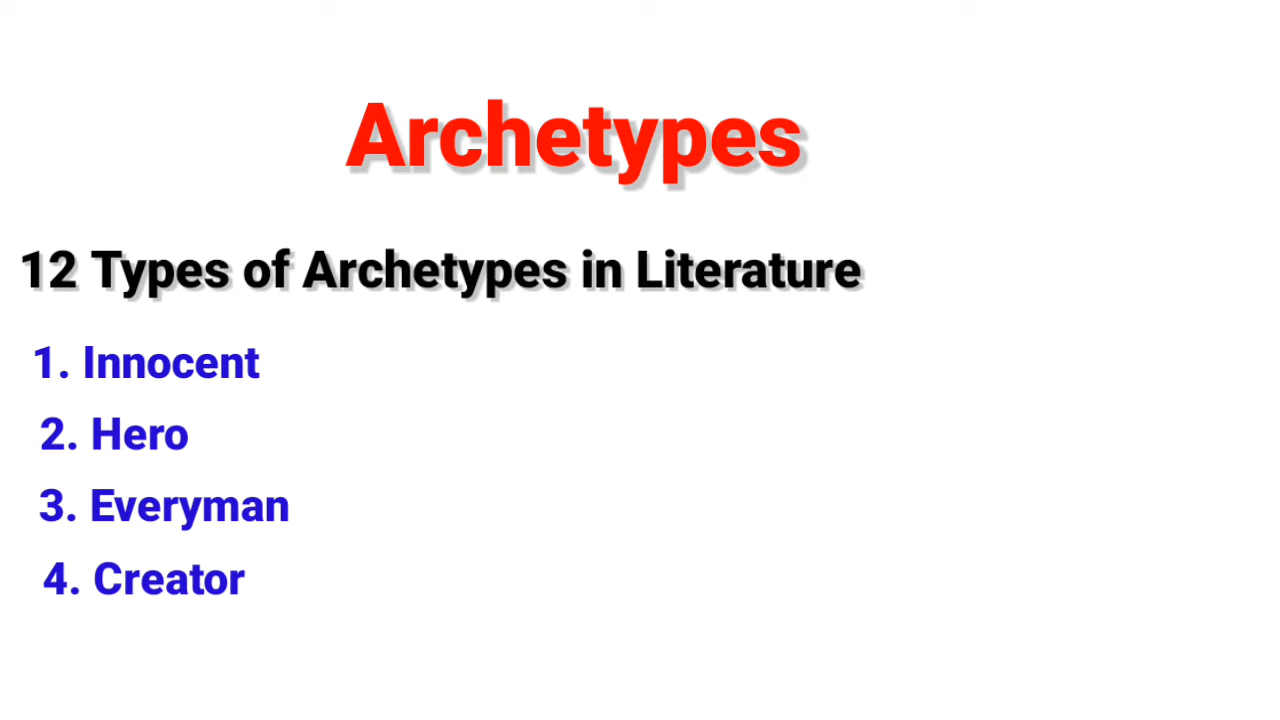 Archetypes
12 Types of Archetypes in Literature
1. Innocent
2. Hero
3. Everyman
4. Creator